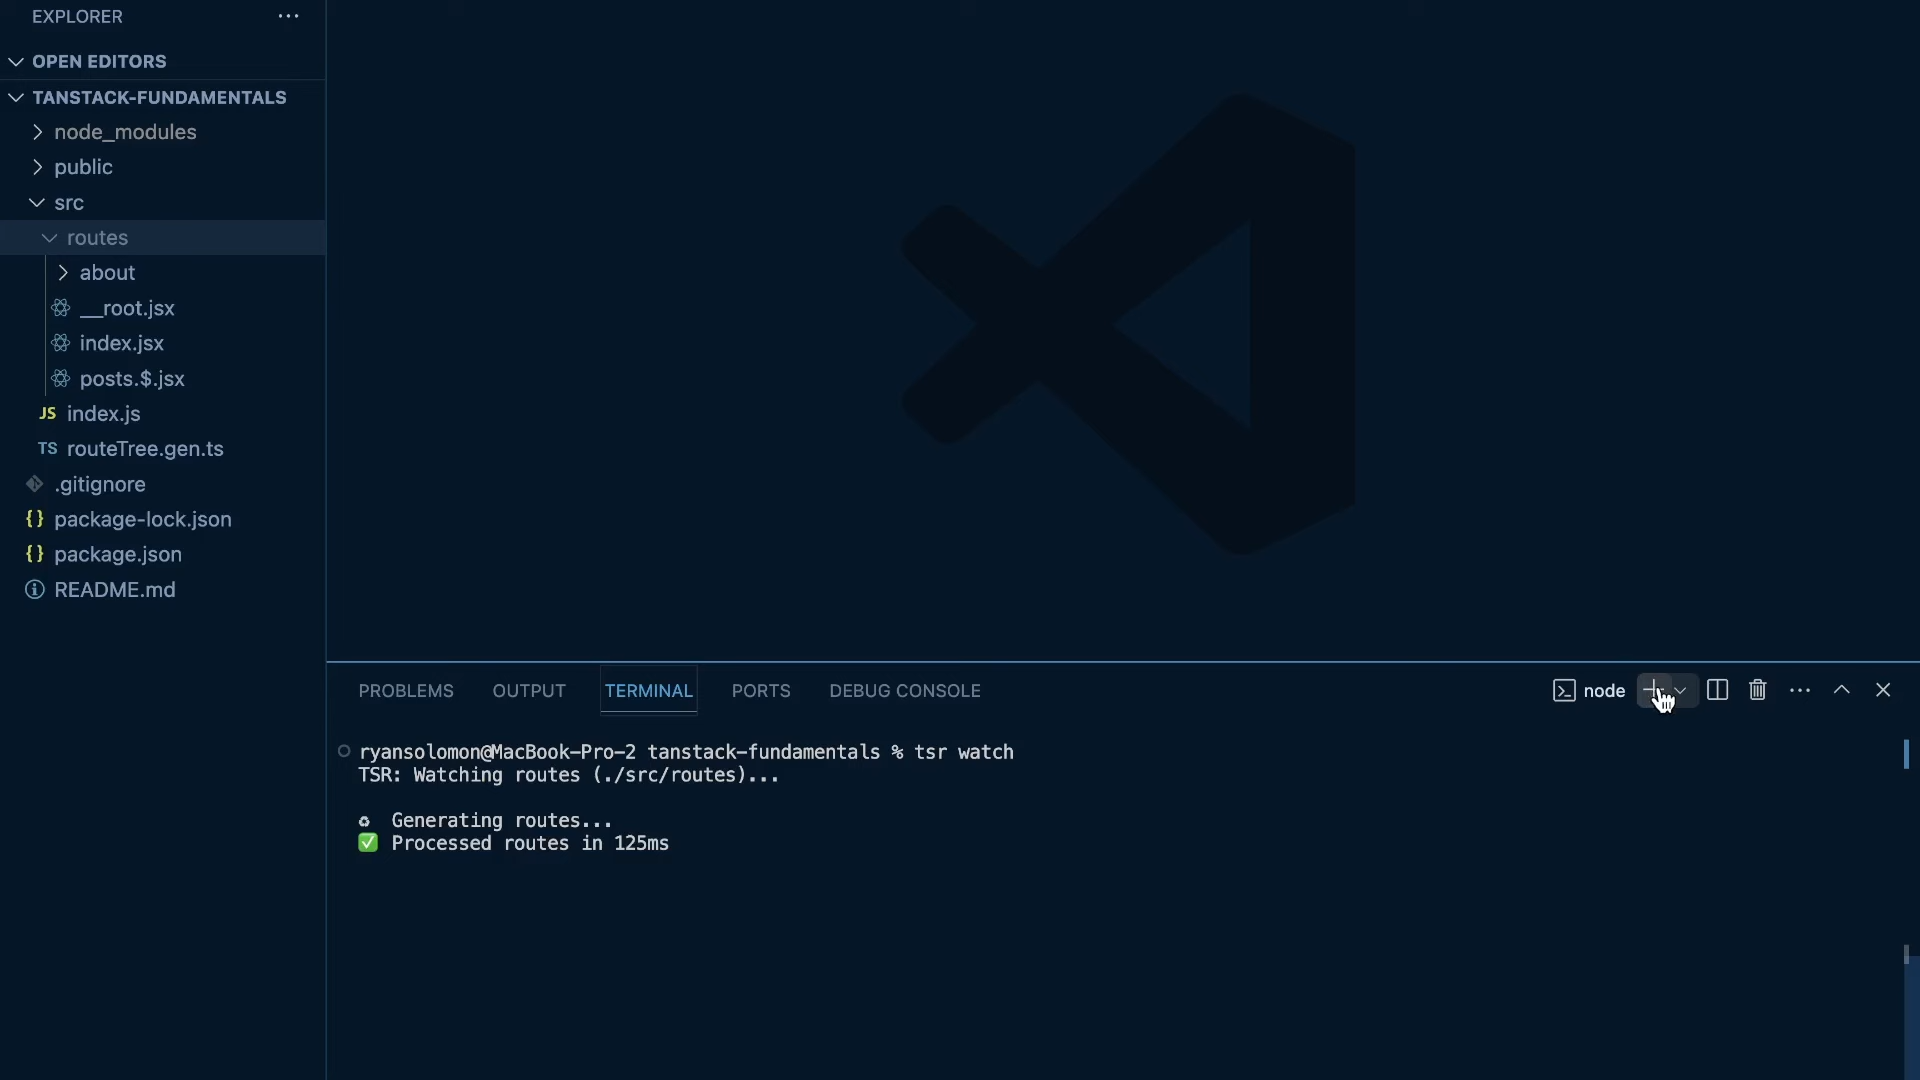 EXPLORER
OPEN EDITORS
TANSTACK-FUNDAMENTALS
node_modules
public
src
routes
about
__root.jsx
index.jsx
posts.$.jsx
JS index.js
TS routeTree.gen.ts
.gitignore
{} package-lock.json
{} package.json
README.md
PROBLEMS OUTPUT TERMINAL PORTS DEBUG CONSOLE
node
ryansolomon@MacBook-Pro-2 tanstack-fundamentals % tsr watch
TSR: Watching routes (./src/routes)...
♻ Generating routes...
✅ Processed routes in 125ms